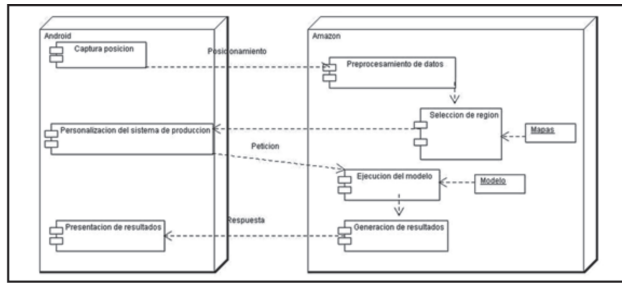 Android
Amazon
Captura posicion
Posicionamiento
Preprocesamiento de datos
Seleccion de region
Mapas
Personalizacion del sistema de produccion
Peticion
Ejecucion del modelo
Modelo
Respuesta
Presentacion de resultados
Generacion de resultados